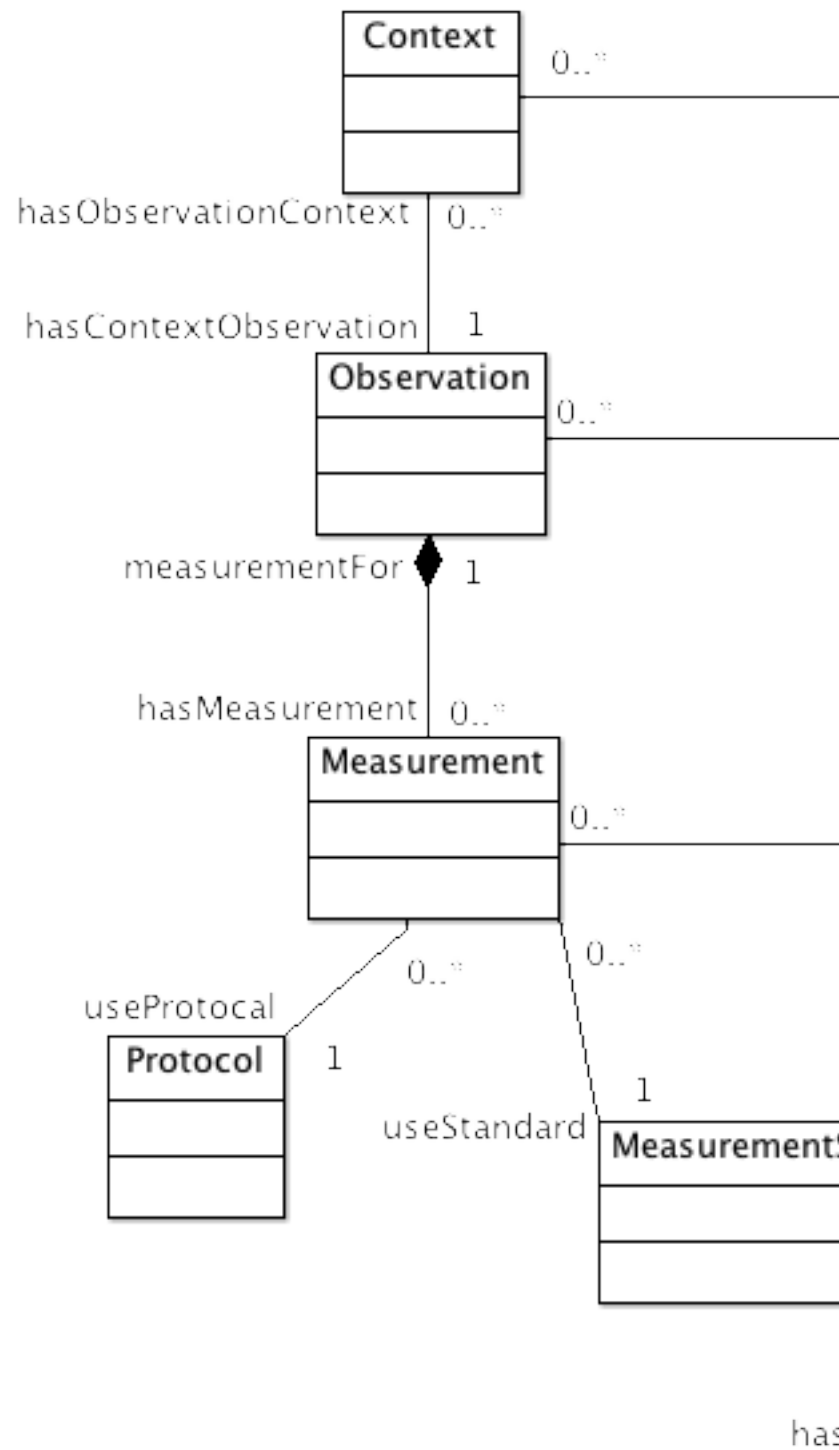 Context
0..*
hasObservationContext 0..*
hasContextObservation 1
Observation
0..*
measurementFor 1
hasMeasurement 0..*
Measurement
0..*
0..*
0..*
useProtocal
Protocol
1
1
useStandard
MeasurementS
has